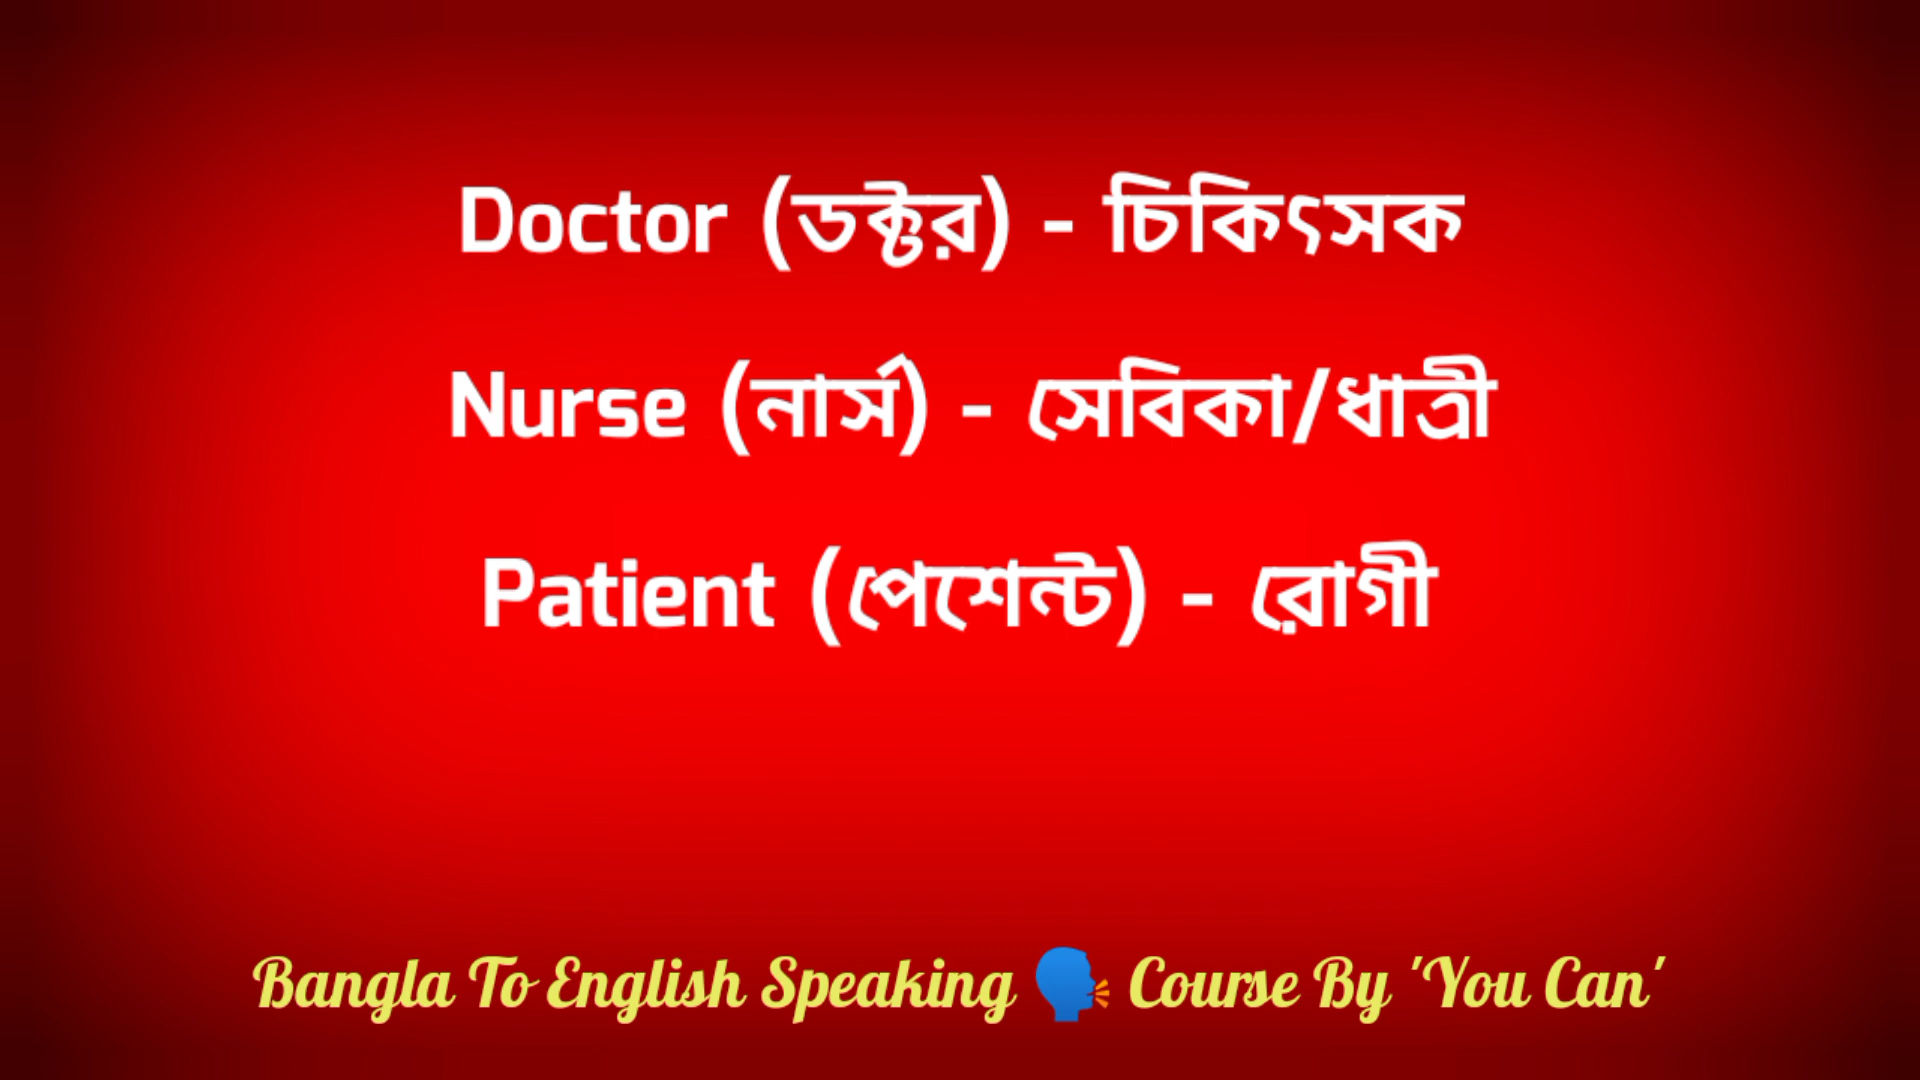 Doctor (ডক্টর) - চিকিৎসক
Nurse (নার্স) - সেবিকা/ধাত্রী
Patient (পেশেন্ট) - রোগী
Bangla To English Speaking 🗣 Course By 'You Can'